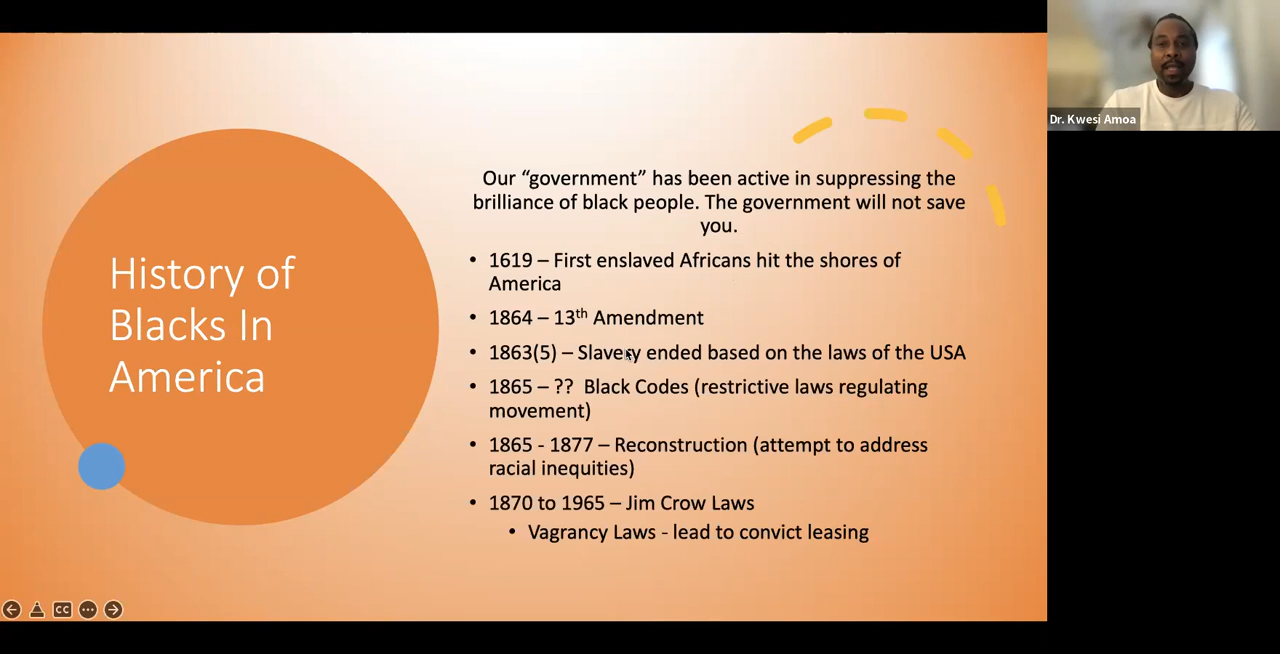 Dr. Kwesi Amoa
History of
Blacks In
America
Our “government” has been active in suppressing the
brilliance of black people. The government will not save
you.
• 1619 – First enslaved Africans hit the shores of
America
• 1864 – 13th Amendment
• 1863(5) – Slavery ended based on the laws of the USA
• 1865 – ?? Black Codes (restrictive laws regulating
movement)
• 1865 - 1877 – Reconstruction (attempt to address
racial inequities)
• 1870 to 1965 – Jim Crow Laws
• Vagrancy Laws - lead to convict leasing
CC